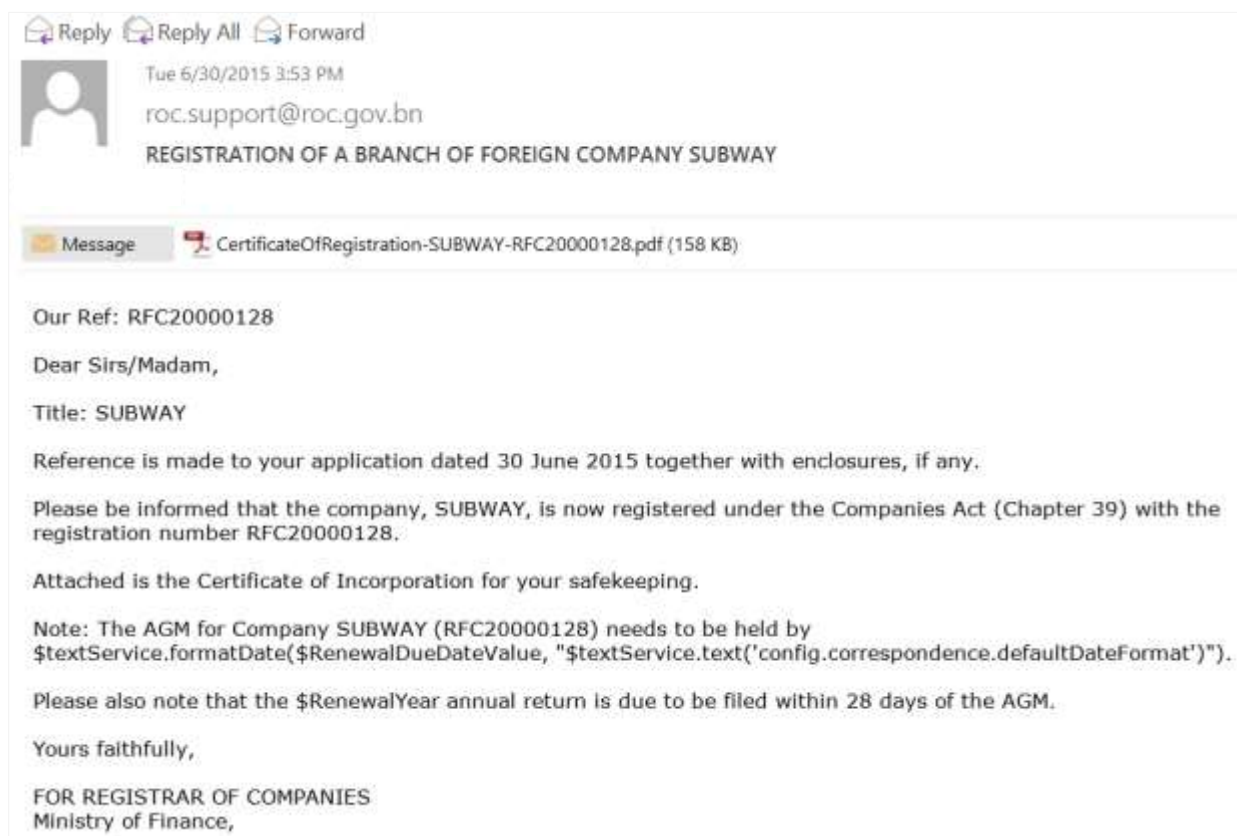 Reply Reply All Forward
Tue 6/30/2015 3:53 PM
roc.support@roc.gov.bn
REGISTRATION OF A BRANCH OF FOREIGN COMPANY SUBWAY
Message CertificateOfRegistration-SUBWAY-RFC20000128.pdf (158 KB)
Our Ref: RFC20000128
Dear Sirs/Madam,
Title: SUBWAY
Reference is made to your application dated 30 June 2015 together with enclosures, if any.
Please be informed that the company, SUBWAY, is now registered under the Companies Act (Chapter 39) with the
registration number RFC20000128.
Attached is the Certificate of Incorporation for your safekeeping.
Note: The AGM for Company SUBWAY (RFC20000128) needs to be held by
$textService.formatDate($RenewalDueDateValue, "$textService.text('config.correspondence.defaultDateFormat')").
Please also note that the $RenewalYear annual return is due to be filed within 28 days of the AGM.
Yours faithfully,
FOR REGISTRAR OF COMPANIES
Ministry of Finance,